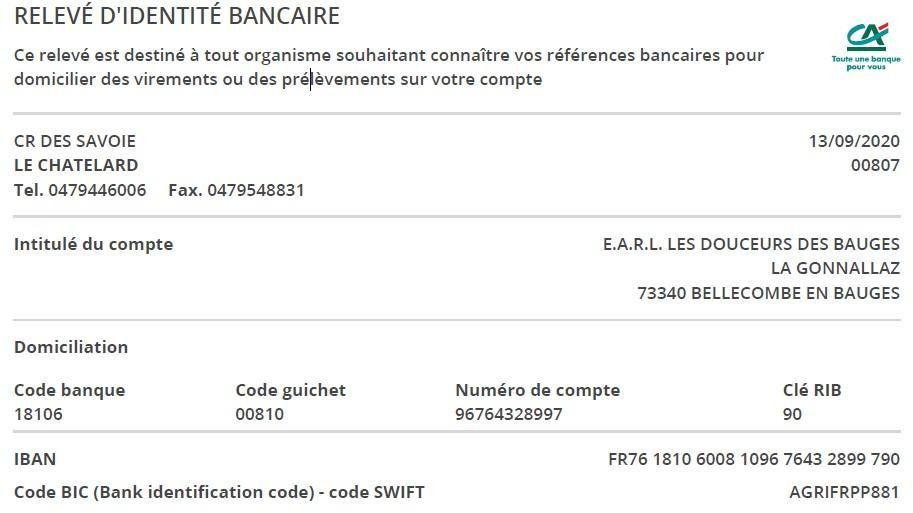 RELEVÉ D'IDENTITÉ BANCAIRE
Ce relevé est destiné à tout organisme souhaitant connaître vos références bancaires pour
domicilier des virements ou des prélèvements sur votre compte
CA
Toute une banque
pour vous
CR DES SAVOIE 13/09/2020
LE CHATELARD 00807
Tel. 0479446006 Fax. 0479548831
Intitulé du compte E.A.R.L. LES DOUCEURS DES BAUGES
LA GONNALLAZ
73340 BELLECOMBE EN BAUGES
Domiciliation
Code banque Code guichet Numéro de compte Clé RIB
18106 00810 96764328997 90
IBAN FR76 1810 6008 1096 7643 2899 790
Code BIC (Bank identification code) - code SWIFT AGRIFRPP881